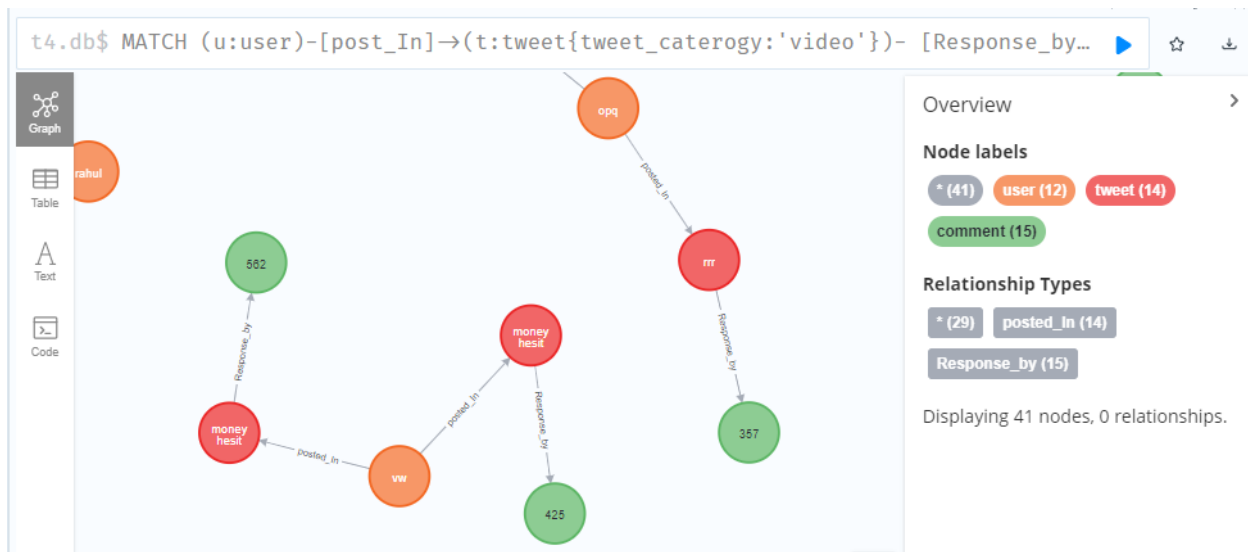 t4.db$ MATCH (u:user)-[post_In]→(t:tweet{tweet_caterogy:'video'})- [Response_by…
Graph
Table
Text
Code
rahul
opq
posted_In
rrr
Response_by
357
562
Response_by
money
hesit
posted_In
vw
posted_In
money
hesit
Response_by
425
Overview
Node labels
* (41) user (12) tweet (14)
comment (15)
Relationship Types
* (29) posted_In (14)
Response_by (15)
Displaying 41 nodes, 0 relationships.